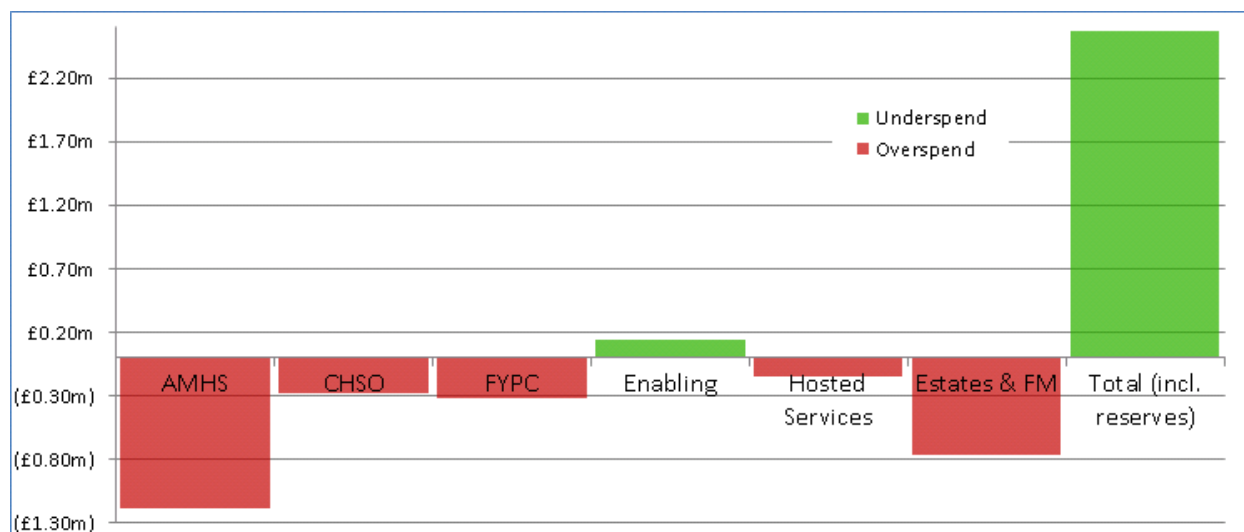 £2.20m
£1.70m
£1.20m
£0.70m
£0.20m
(£0.30m)
(£0.80m)
(£1.30m)
Underspend
Overspend
AMHS
CHSO
FYPC
Enabling
Hosted
Services
Estates & FM
Total (incl.
reserves)